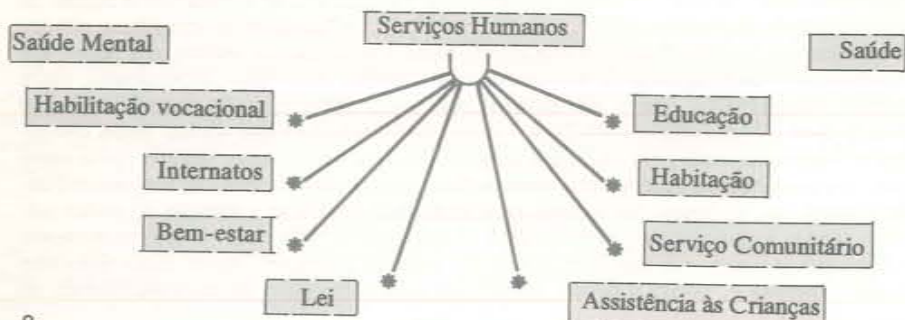 Serviços Humanos
Saúde Mental
Saúde
Habilitação vocacional
Educação
Internatos
Habitação
Bem-estar
Serviço Comunitário
Lei
Assistência às Crianças